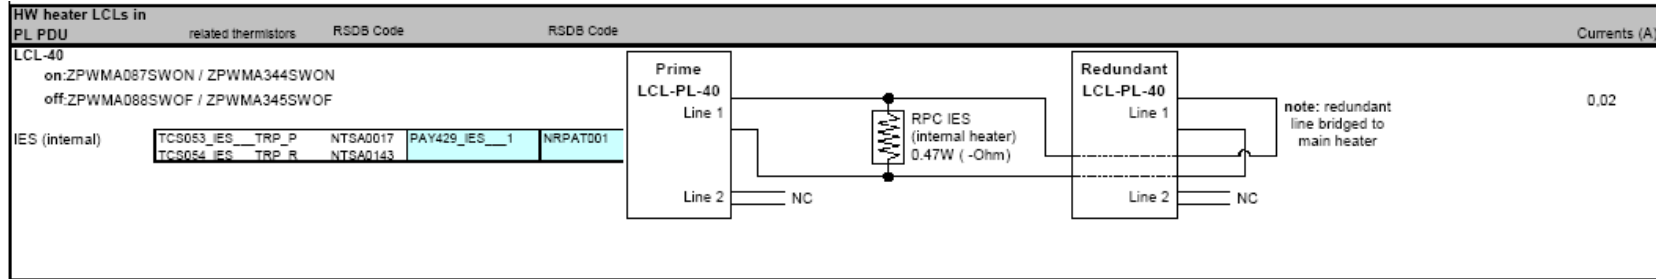 HW heater LCLs in
PL PDU related thermistors RSDB Code RSDB Code Currents (A)
LCL-40
on:ZPWMA087SWON / ZPWMA344SWON
off:ZPWMA088SWOF / ZPWMA345SWOF
Prime
LCL-PL-40
Line 1
Redundant
LCL-PL-40
Line 1
note: redundant
line bridged to
main heater
0,02
RPC IES
(internal heater)
0.47W ( -Ohm)
IES (internal) TCS053_IES___TRP_P NTSA0017 PAY429_IES___1 NRPAT001
TCS054_IES___TRP_R NTSA0143
Line 2 NC
Line 2 NC